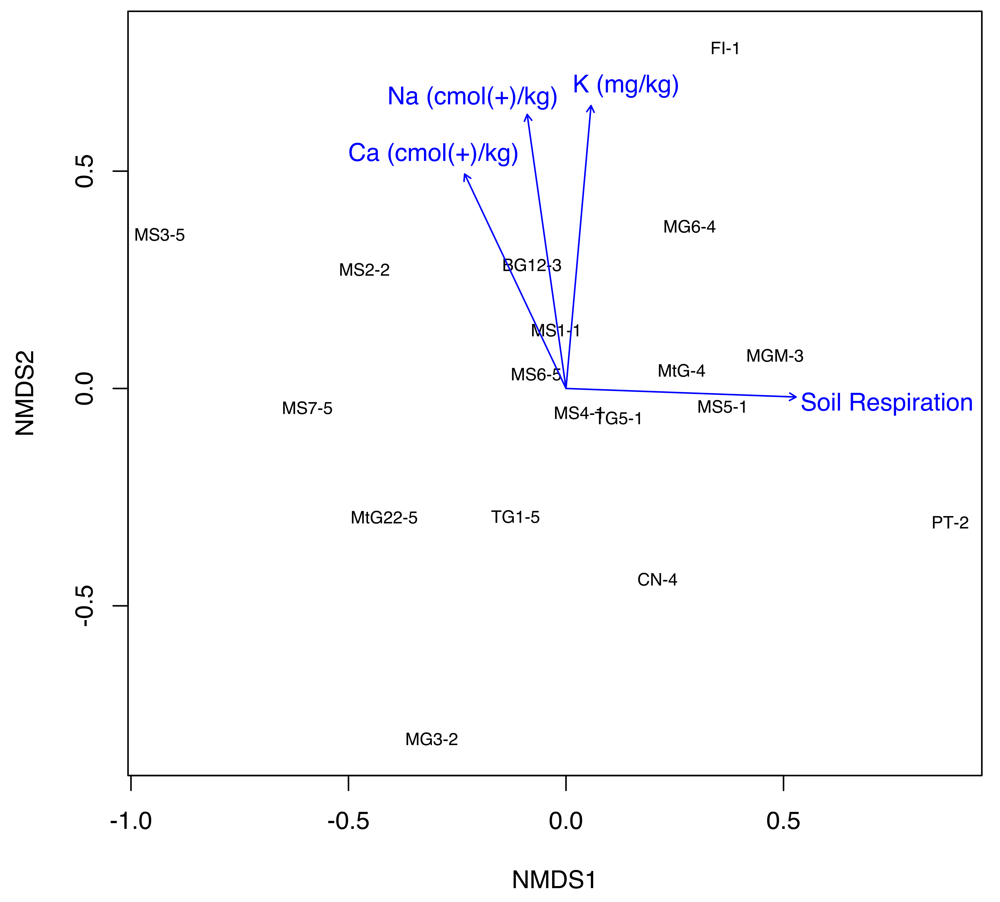 FI-1
K (mg/kg)
Na (cmol(+)/kg)
Ca (cmol(+)/kg)
0.5
MG6-4
MS3-5
BG12-3
MS2-2
MS1-1
MGM-3
MtG-4
MS6-5
0.0
NMDS2
Soil Respiration
MS5-1
MS7-5
MS4-1
TG5-1
MtG22-5
TG1-5
PT-2
CN-4
-0.5
MG3-2
-1.0
-0.5
0.0
0.5
NMDS1